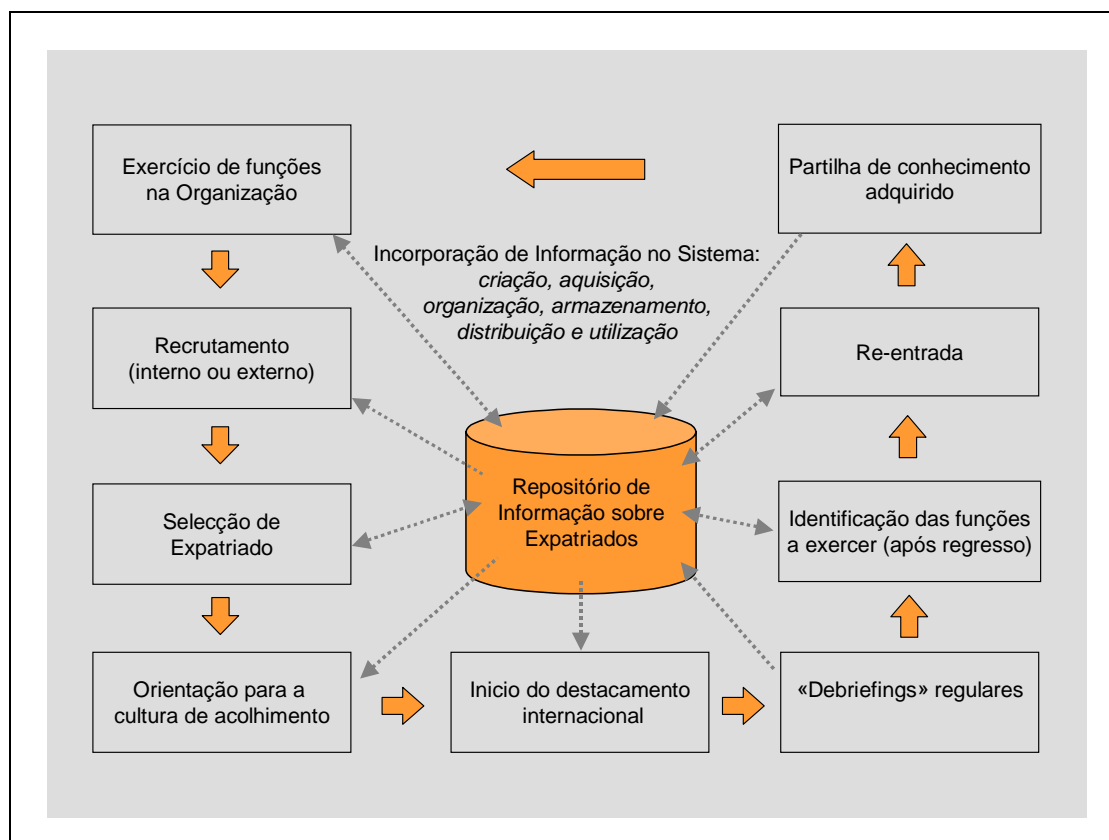 Exercício de funções
na Organização
Partilha de conhecimento
adquirido
Incorporação de Informação no Sistema:
criação, aquisição,
organização, armazenamento,
distribuição e utilização
Recrutamento
(interno ou externo)
Re-entrada
Repositório de
Informação sobre
Expatriados
Selecção de
Expatriado
Identificação das funções
a exercer (após regresso)
Orientação para a
cultura de acolhimento
Inicio do destacamento
internacional
«Debriefings» regulares